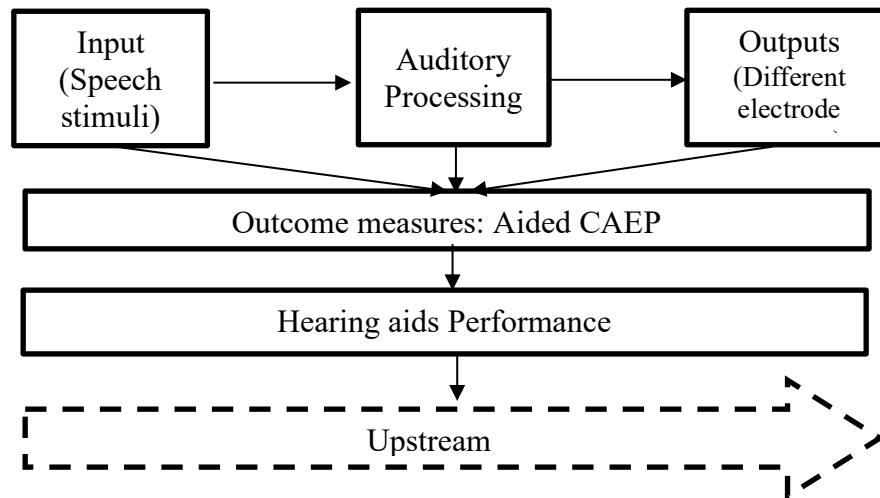 Input
(Speech
stimuli)
Auditory
Processing
Outputs
(Different
electrode
Outcome measures: Aided CAEP
Hearing aids Performance
Upstream